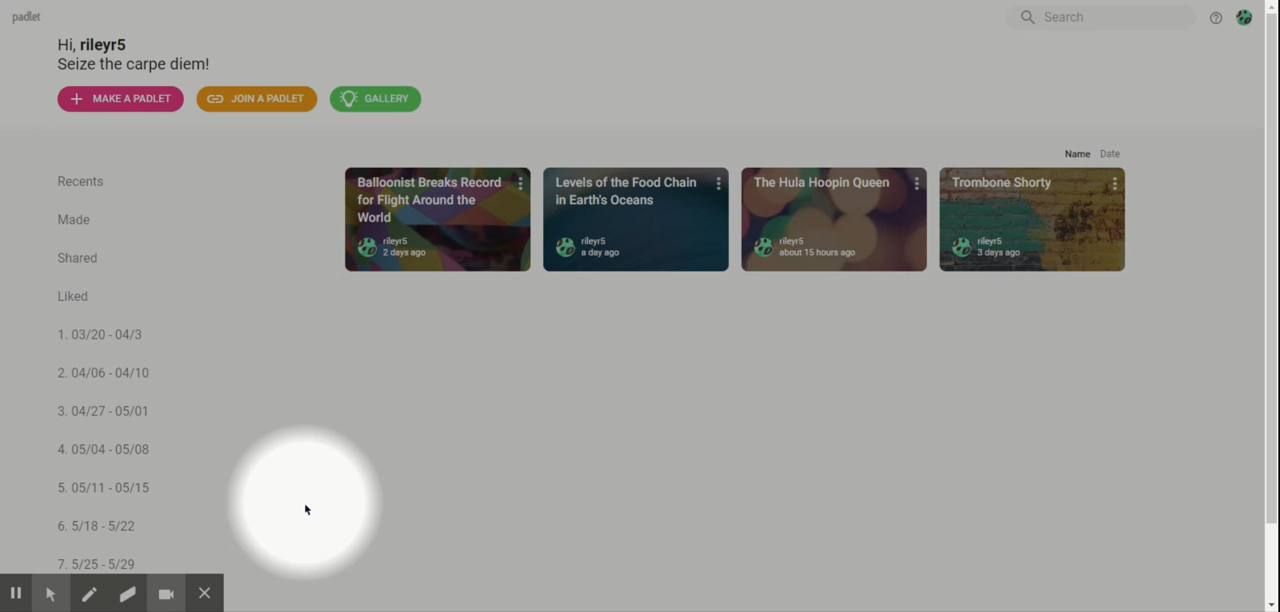 padlet
Search
Hi, rileyr5
Seize the carpe diem!
MAKE A PADLET
JOIN A PADLET
GALLERY
Name Date
Recents
Made
Shared
Liked
1. 03/20 - 04/3
2. 04/06 - 04/10
3. 04/27 - 05/01
4. 05/04 - 05/08
5. 05/11 - 05/15
6. 5/18 - 5/22
7. 5/25 - 5/29
Balloonist Breaks Record
for Flight Around the
World
rileyr5
2 days ago
Levels of the Food Chain
in Earth's Oceans
rileyr5
a day ago
The Hula Hoopin Queen
rileyr5
about 15 hours ago
Trombone Shorty
rileyr5
3 days ago